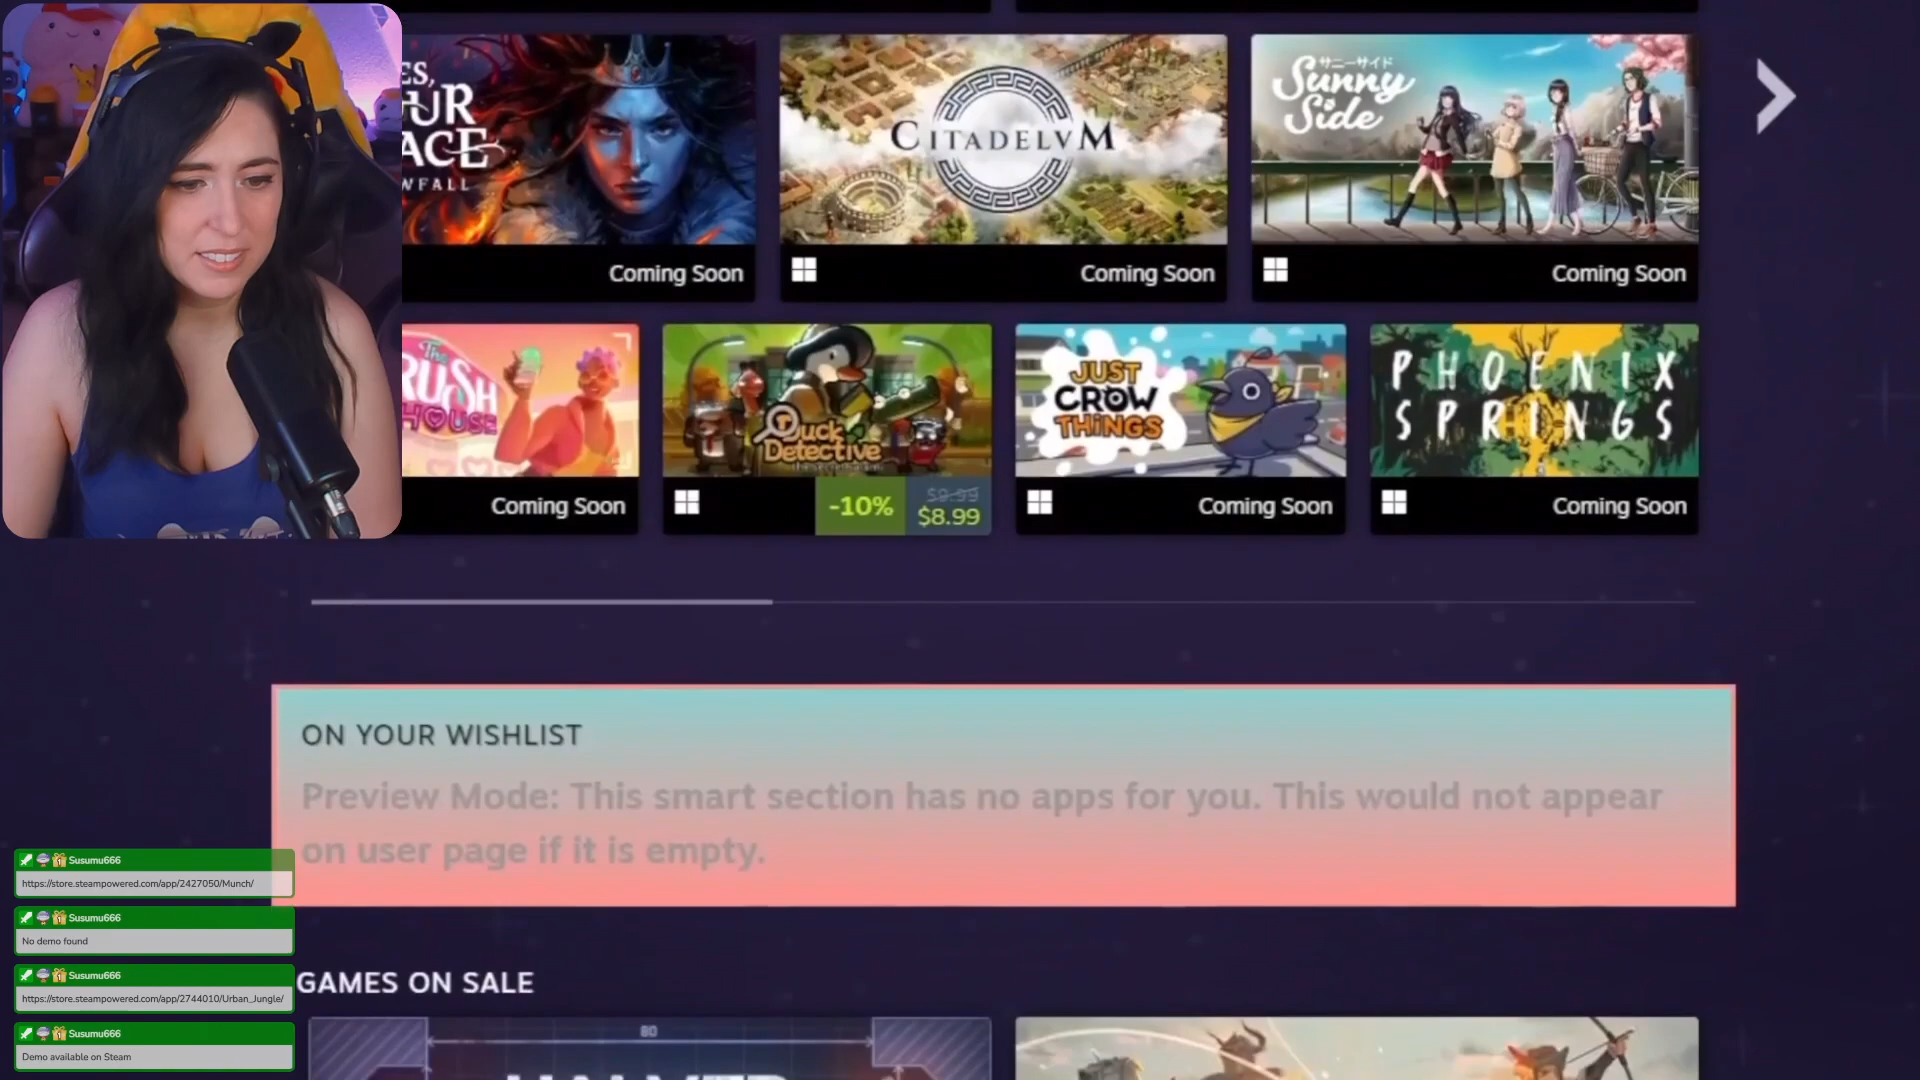 ES,
UR
ACE
WFALL
CITADELVM
サニーサイド
Sunny
Side
Coming Soon
Coming Soon
Coming Soon
The
RUSH
HOUSE
Duck
Detective
JUST
CROW
THINGS
PHOENIX
SPRINGS
Coming Soon
-10%
$9.99
$8.99
Coming Soon
Coming Soon
ON YOUR WISHLIST
Preview Mode: This smart section has no apps for you. This would not appear
on user page if it is empty.
Susumu666
https://store.steampowered.com/app/2427050/Munch/
Susumu666
No demo found
Susumu666
https://store.steampowered.com/app/2744010/Urban_Jungle/
Susumu666
Demo available on Steam
GAMES ON SALE
80